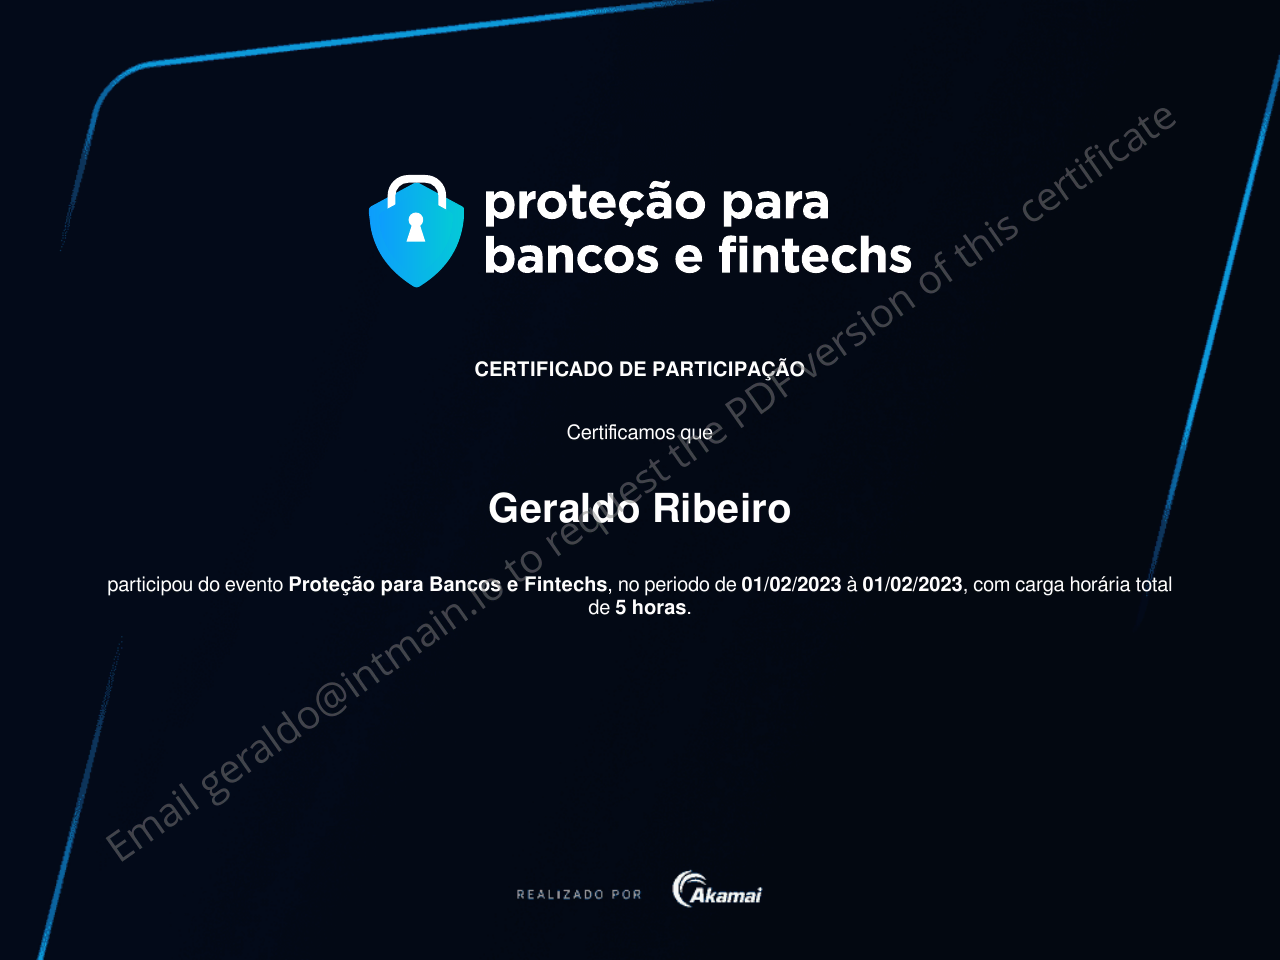 proteção para
bancos e fintechs
CERTIFICADO DE PARTICIPAÇÃO
Certificamos que
Geraldo Ribeiro
participou do evento Proteção para Bancos e Fintechs, no periodo de 01/02/2023 à 01/02/2023, com carga horária total
de 5 horas.
Email geraldo@intmain.io to request the PDF version of this certificate
REALIZADO POR Akamai